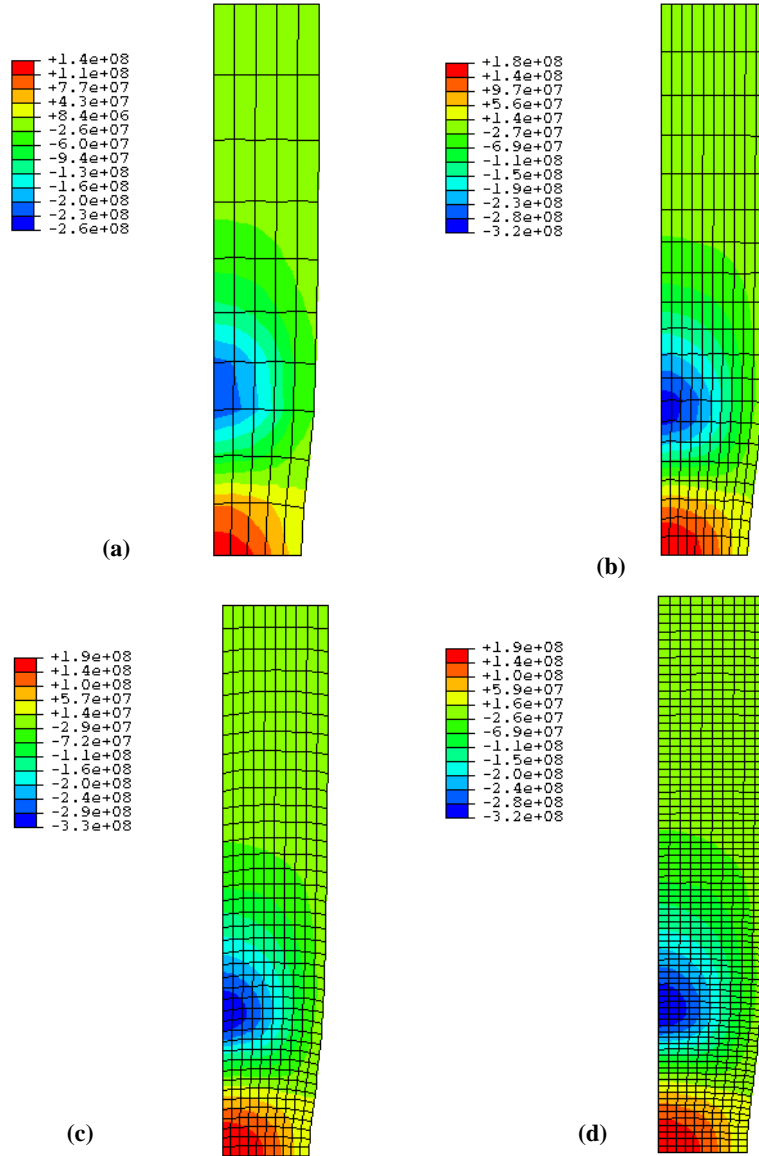 +1.4e+08
+1.1e+08
+7.7e+07
+4.3e+07
+8.4e+06
-2.6e+07
-6.0e+07
-9.4e+07
-1.3e+08
-1.6e+08
-2.0e+08
-2.3e+08
-2.6e+08
(a)
+1.8e+08
+1.4e+08
+9.7e+07
+5.6e+07
+1.4e+07
-2.7e+07
-6.9e+07
-1.1e+08
-1.5e+08
-1.9e+08
-2.3e+08
-2.8e+08
-3.2e+08
(b)
+1.9e+08
+1.4e+08
+1.0e+08
+5.7e+07
+1.4e+07
-2.9e+07
-7.2e+07
-1.1e+08
-1.6e+08
-2.0e+08
-2.4e+08
-2.9e+08
-3.3e+08
(c)
+1.9e+08
+1.4e+08
+1.0e+08
+5.9e+07
+1.6e+07
-2.6e+07
-6.9e+07
-1.1e+08
-1.5e+08
-2.0e+08
-2.4e+08
-2.8e+08
-3.2e+08
(d)